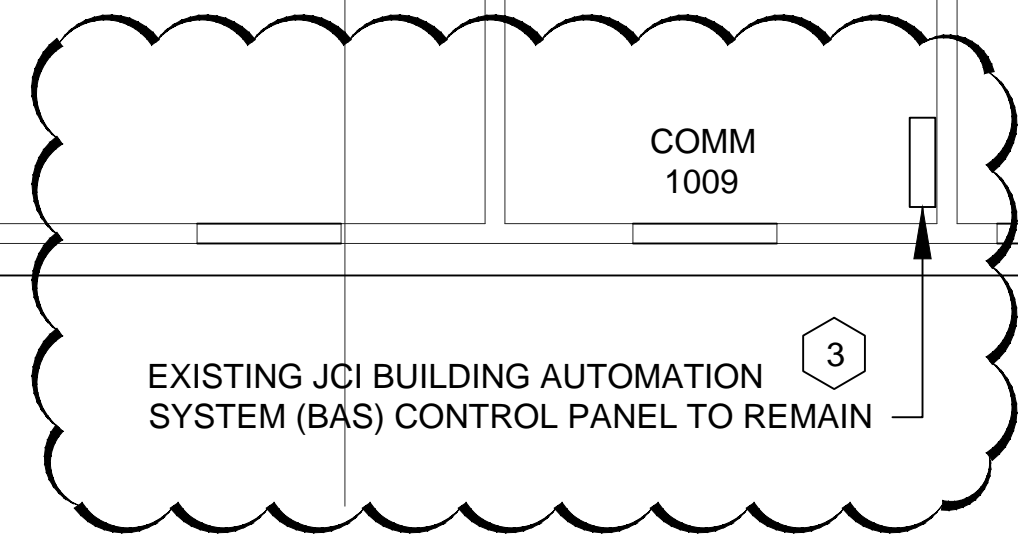 COMM
1009
3
EXISTING JCI BUILDING AUTOMATION
SYSTEM (BAS) CONTROL PANEL TO REMAIN